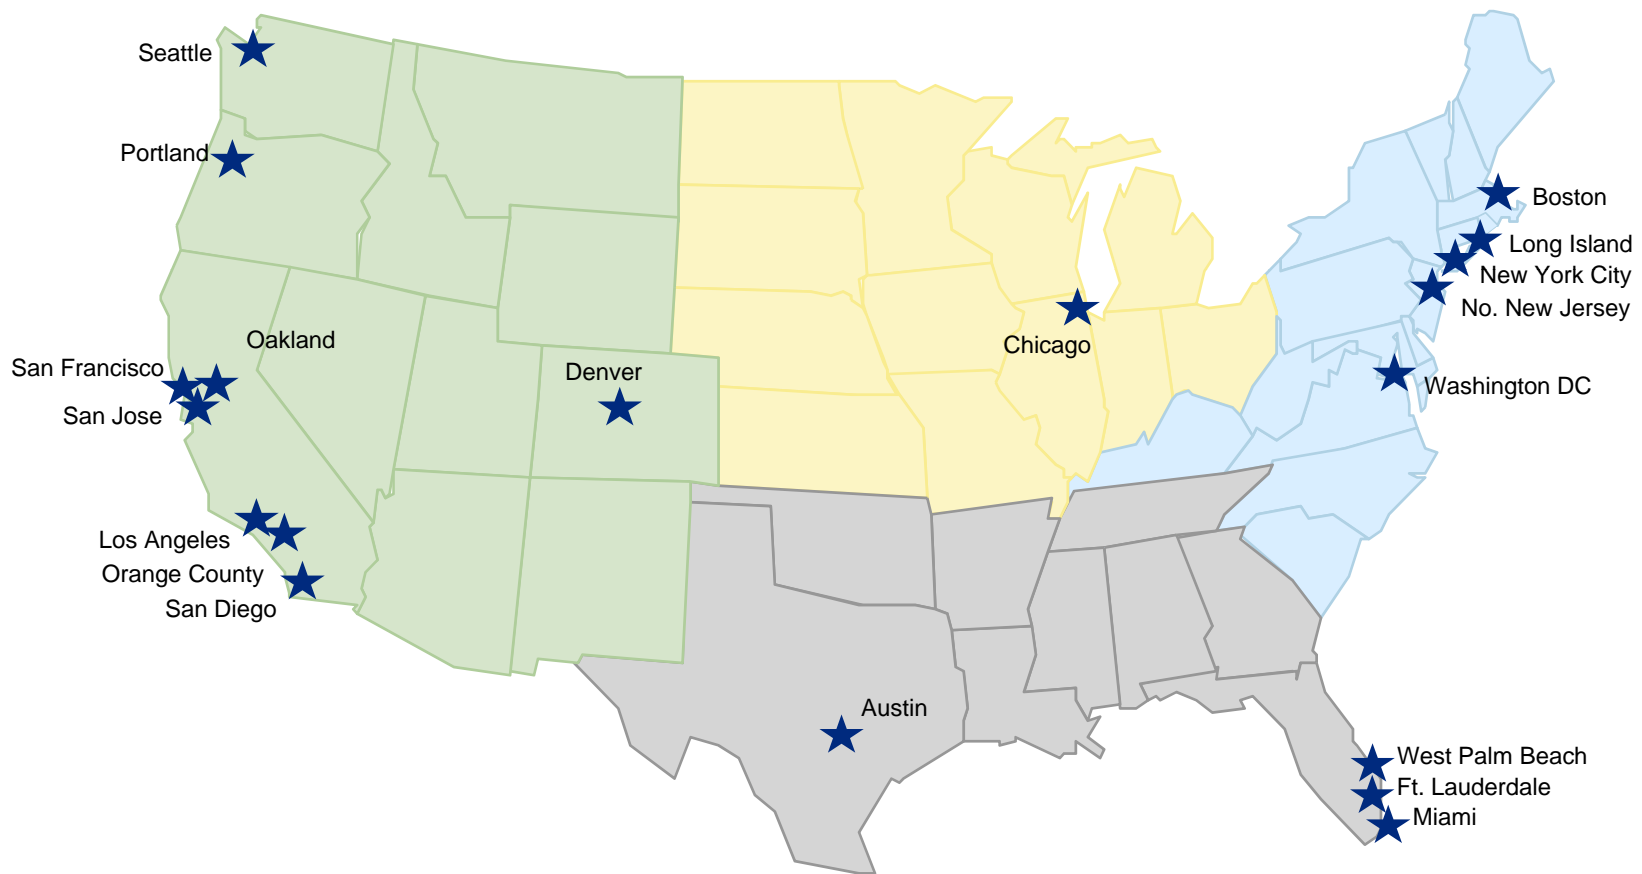 Seattle
Portland
Oakland
San Francisco
San Jose
Denver
Los Angeles
Orange County
San Diego
Chicago
Austin
Boston
Long Island
New York City
No. New Jersey
Washington DC
West Palm Beach
Ft. Lauderdale
Miami